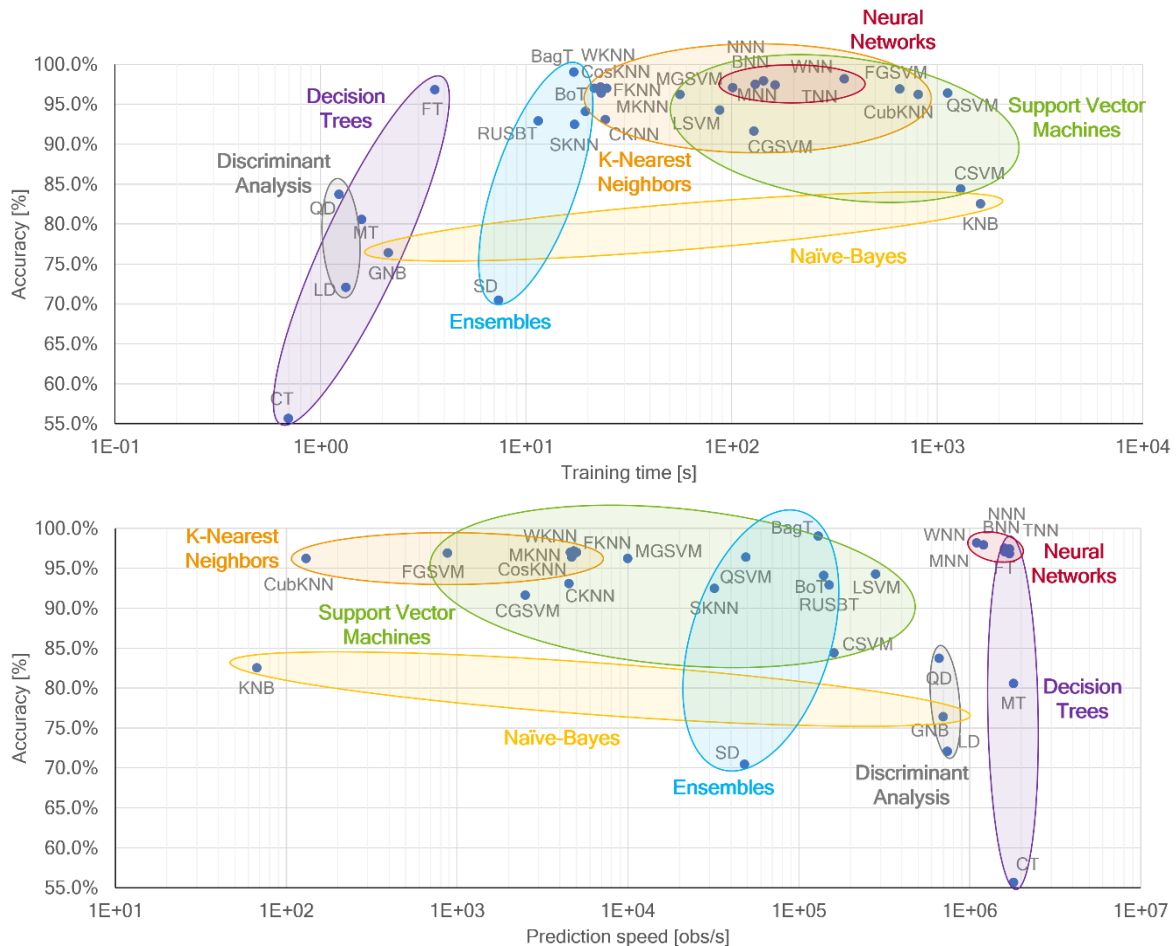 Neural
Networks
NNN
BagT WKNN
BNN
100.0%
CosKNN
MGSVM
WNN
FGSVM
95.0%
Decision
Trees
FT
BoT
FKNN
MKNN
MNN
TNN
CubKNN
QSVM
Support Vector
Machines
RUSBT
CKNN
LSVM
90.0%
SKNN
CGSVM
Discriminant
Analysis
K-Nearest
Neighbors
85.0%
CSVM
QD
80.0%
MT
KNB
75.0%
GNB
Naïve-Bayes
LD
SD
70.0%
Ensembles
65.0%
60.0%
CT
55.0%
Accuracy [%]
1E-01 1E+00 1E+01 1E+02 1E+03 1E+04
Training time [s]
100.0%
K-Nearest
Neighbors
WKNN
FKNN
BagT
NNN
WNN BNN TNN
95.0%
MKNN
MGSVM
MNN
Neural
Networks
CubKNN
FGSVM
CosKNN
QSVM
BoT
LSVM
FT
90.0%
CGSVM
CKNN
SKNN
RUSBT
Support Vector
Machines
85.0%
CSVM
80.0%
KNB
QD
MT
Decision
Trees
75.0%
Naïve-Bayes
GNB
LD
SD
70.0%
Ensembles
Discriminant
Analysis
65.0%
60.0%
CT
55.0%
Accuracy [%]
1E+01 1E+02 1E+03 1E+04 1E+05 1E+06 1E+07
Prediction speed [obs/s]